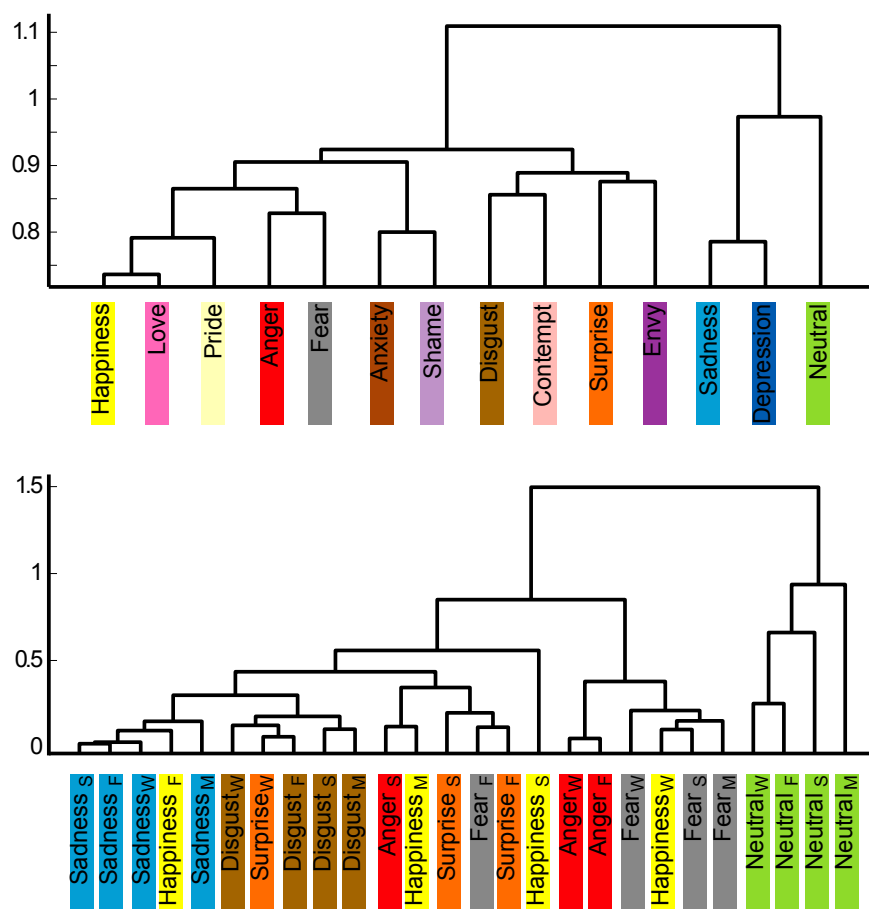 1.1
1
0.9
0.8
Happiness
Love
Pride
Anger
Fear
Anxiety
Shame
Disgust
Contempt
Surprise
Envy
Sadness
Depression
Neutral
1.5
1
0.5
0
Sadness S
Sadness F
Sadness W
Happiness F
Sadness M
Disgust W
Surprise W
Disgust F
Disgust S
Disgust M
Anger S
Happiness M
Surprise S
Fear F
Surprise F
Happiness S
Anger W
Anger F
Fear W
Happiness W
Fear S
Fear M
Neutral W
Neutral F
Neutral S
Neutral M